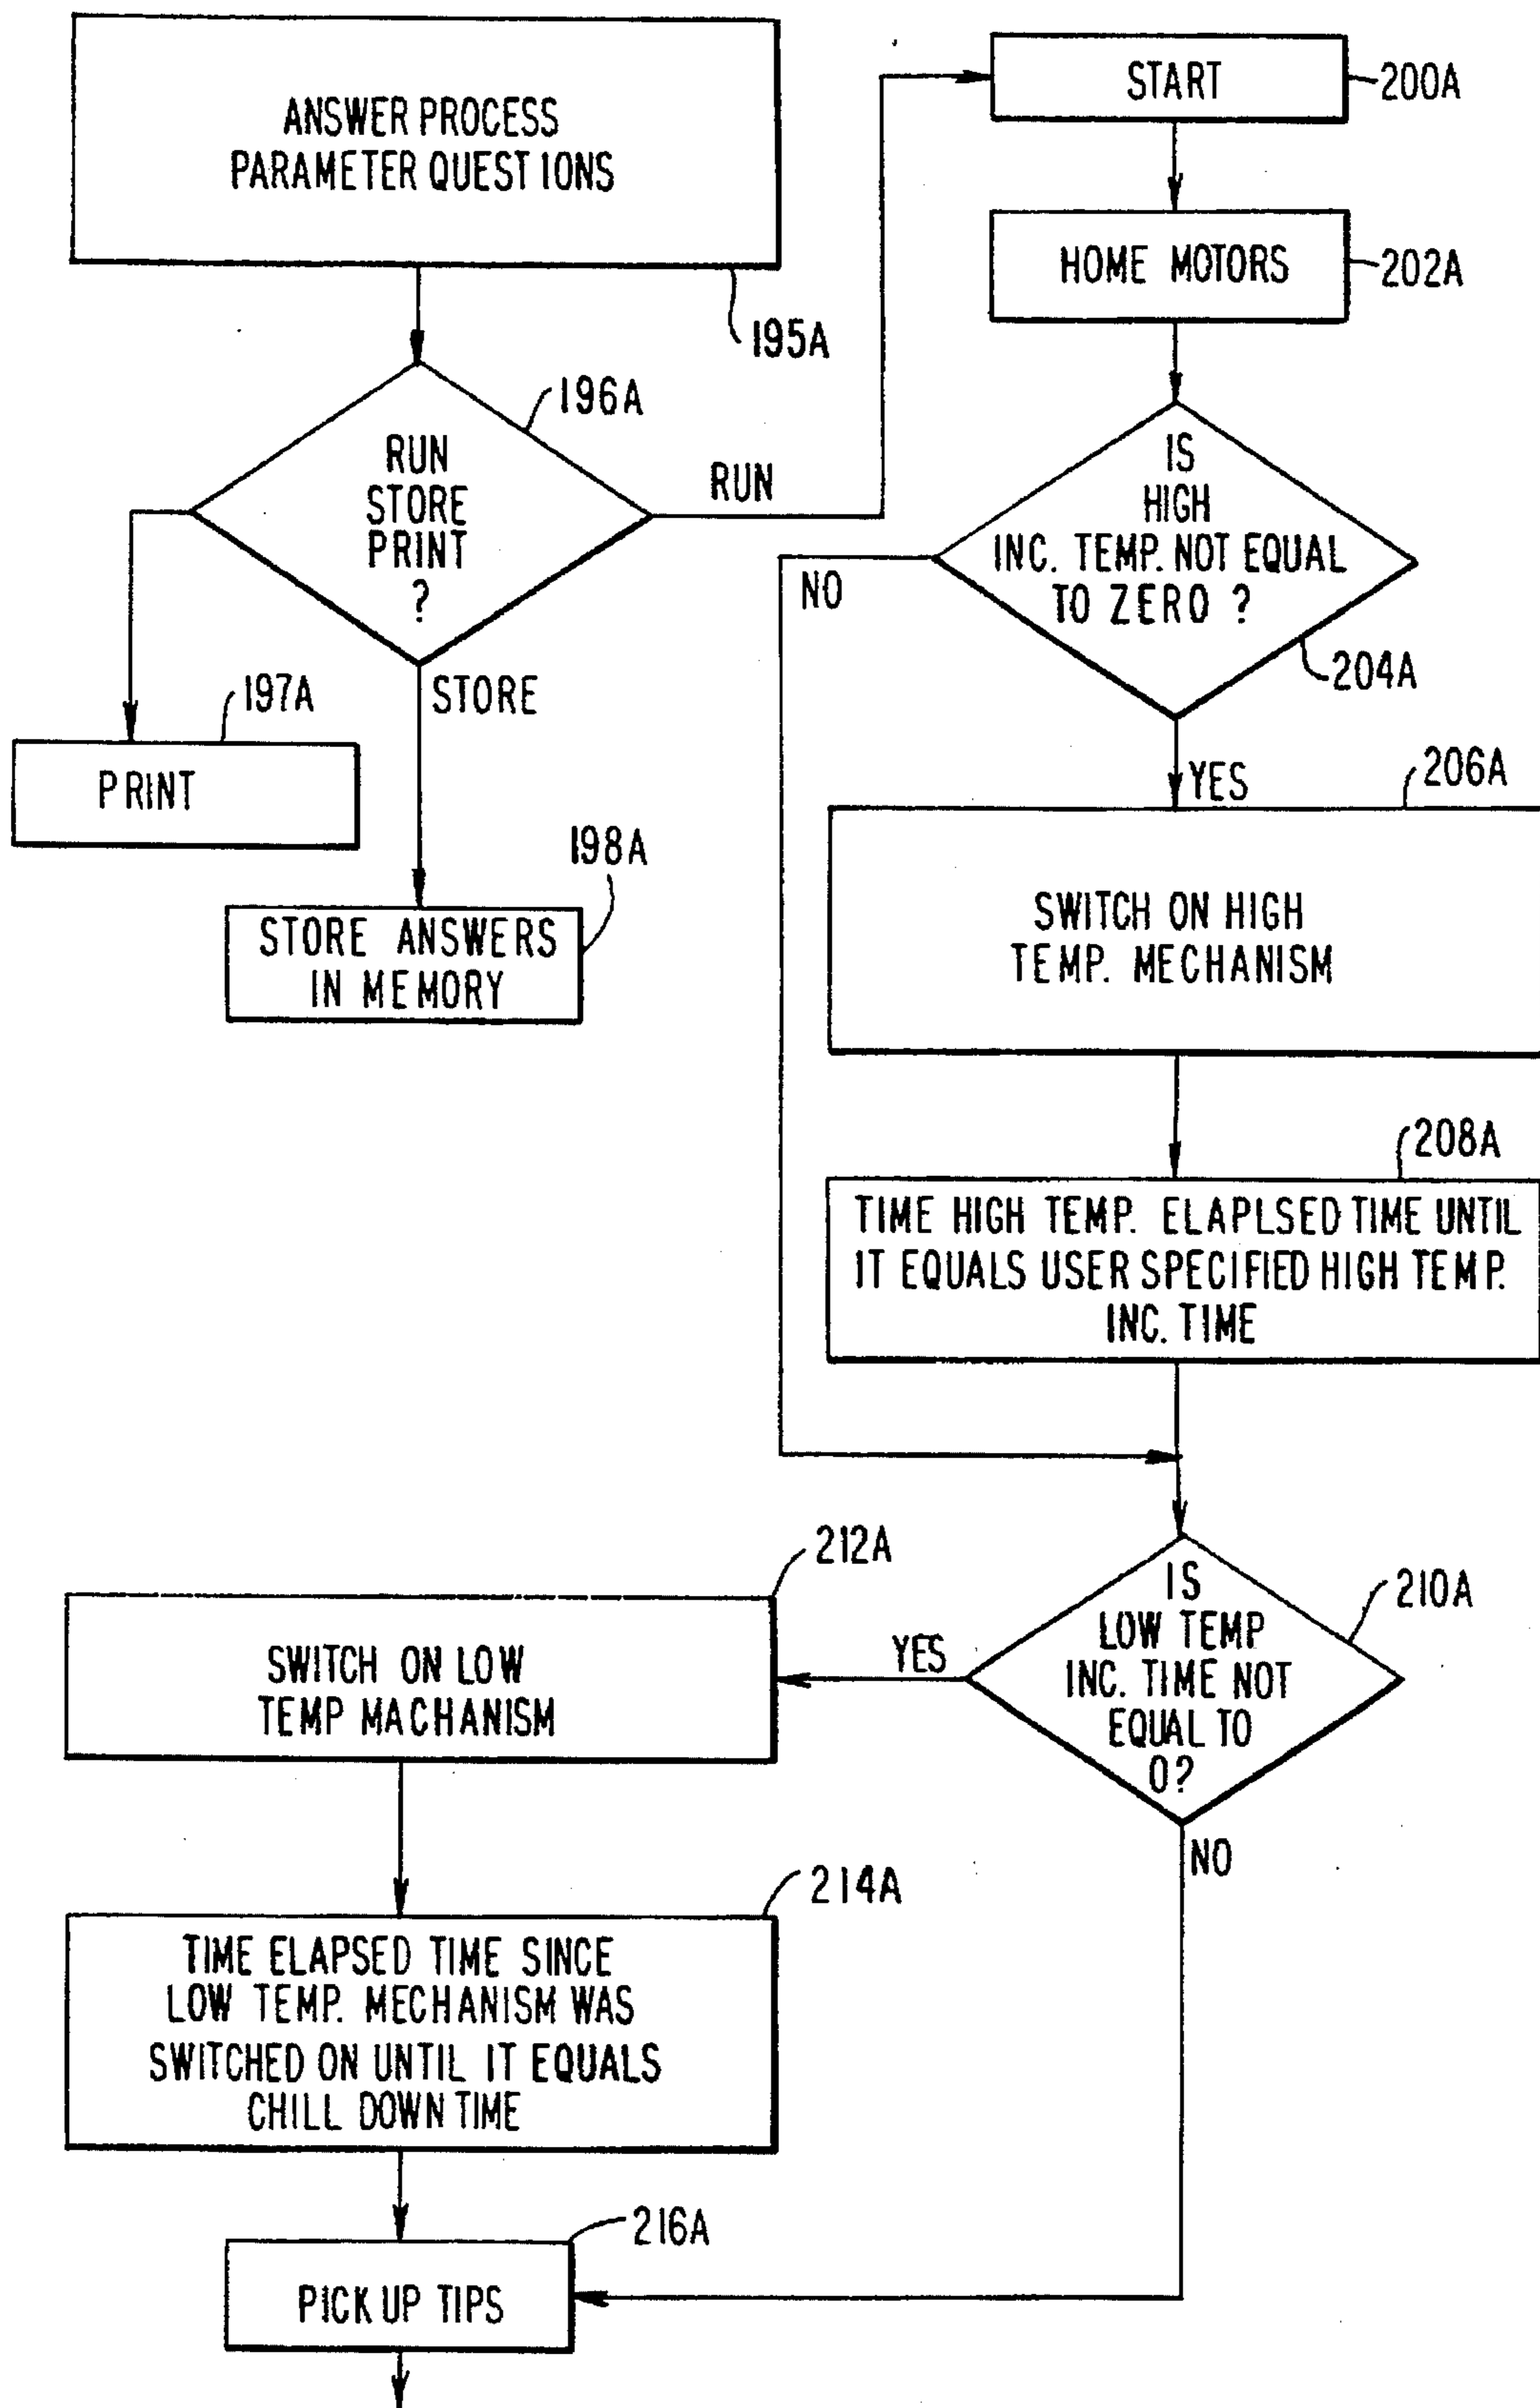 ANSWER PROCESS
PARAMETER QUESTIONS
195A
196A
RUN
STORE
PRINT
?
RUN
STORE
197A
PRINT
198A
STORE ANSWERS
IN MEMORY
START
200A
HOME MOTORS
202A
IS
HIGH
INC. TEMP. NOT EQUAL
TO ZERO ?
204A
NO
YES
206A
SWITCH ON HIGH
TEMP. MECHANISM
208A
TIME HIGH TEMP. ELAPLSED TIME UNTIL
IT EQUALS USER SPECIFIED HIGH TEMP.
INC. TIME
210A
IS
LOW TEMP
INC. TIME NOT
EQUAL TO
0?
YES
NO
212A
SWITCH ON LOW
TEMP MACHANISM
214A
TIME ELAPSED TIME SINCE
LOW TEMP. MECHANISM WAS
SWITCHED ON UNTIL IT EQUALS
CHILL DOWN TIME
216A
PICK UP TIPS